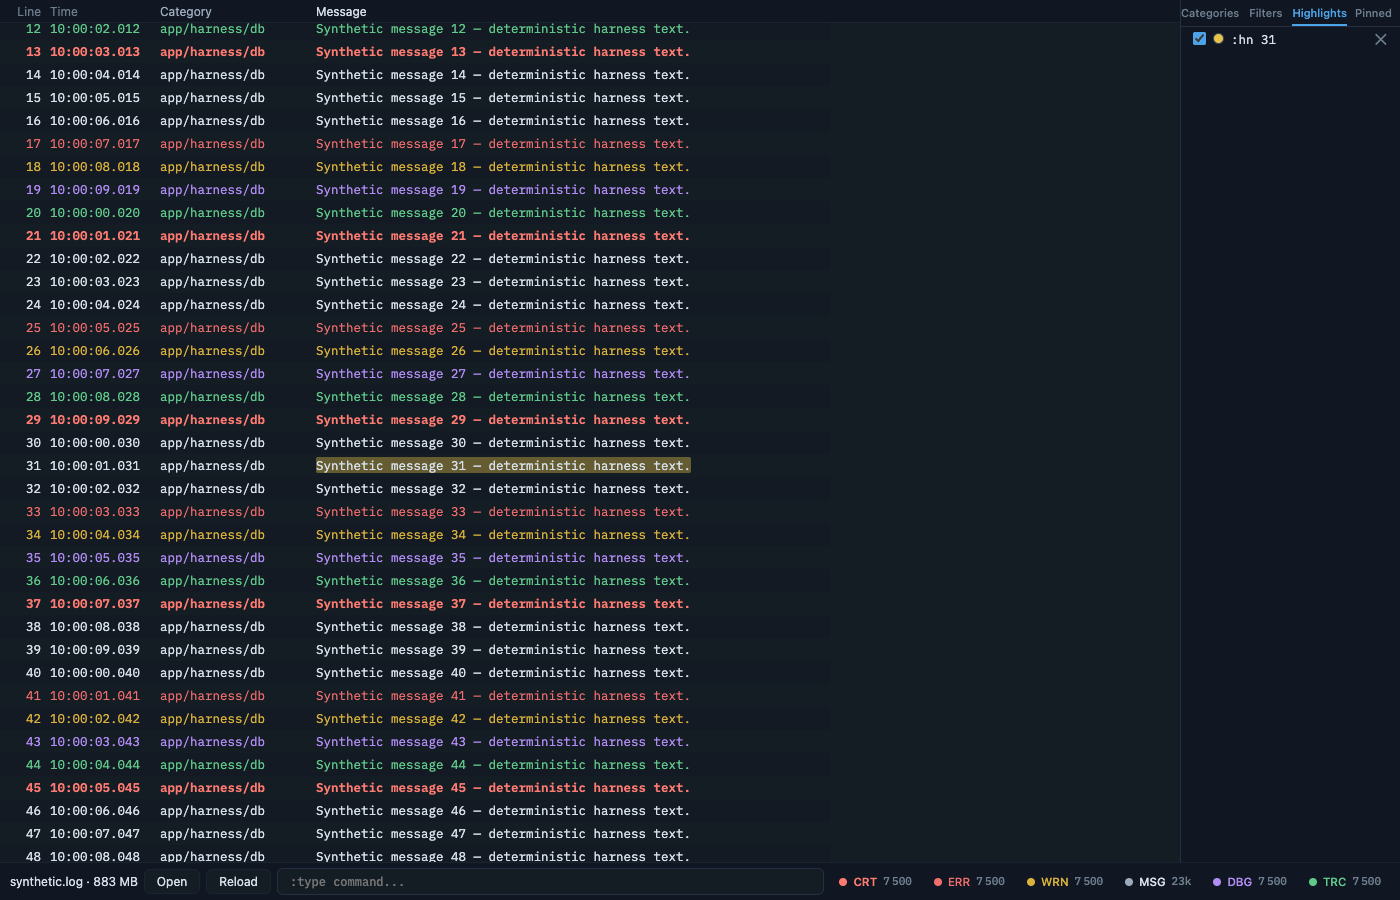 Line Time Category Message
12 10:00:02.012 app/harness/db Synthetic message 12 — deterministic harness text.
13 10:00:03.013 app/harness/db Synthetic message 13 — deterministic harness text.
14 10:00:04.014 app/harness/db Synthetic message 14 — deterministic harness text.
15 10:00:05.015 app/harness/db Synthetic message 15 — deterministic harness text.
16 10:00:06.016 app/harness/db Synthetic message 16 — deterministic harness text.
17 10:00:07.017 app/harness/db Synthetic message 17 — deterministic harness text.
18 10:00:08.018 app/harness/db Synthetic message 18 — deterministic harness text.
19 10:00:09.019 app/harness/db Synthetic message 19 — deterministic harness text.
20 10:00:00.020 app/harness/db Synthetic message 20 — deterministic harness text.
21 10:00:01.021 app/harness/db Synthetic message 21 — deterministic harness text.
22 10:00:02.022 app/harness/db Synthetic message 22 — deterministic harness text.
23 10:00:03.023 app/harness/db Synthetic message 23 — deterministic harness text.
24 10:00:04.024 app/harness/db Synthetic message 24 — deterministic harness text.
25 10:00:05.025 app/harness/db Synthetic message 25 — deterministic harness text.
26 10:00:06.026 app/harness/db Synthetic message 26 — deterministic harness text.
27 10:00:07.027 app/harness/db Synthetic message 27 — deterministic harness text.
28 10:00:08.028 app/harness/db Synthetic message 28 — deterministic harness text.
29 10:00:09.029 app/harness/db Synthetic message 29 — deterministic harness text.
30 10:00:00.030 app/harness/db Synthetic message 30 — deterministic harness text.
31 10:00:01.031 app/harness/db Synthetic message 31 — deterministic harness text.
32 10:00:02.032 app/harness/db Synthetic message 32 — deterministic harness text.
33 10:00:03.033 app/harness/db Synthetic message 33 — deterministic harness text.
34 10:00:04.034 app/harness/db Synthetic message 34 — deterministic harness text.
35 10:00:05.035 app/harness/db Synthetic message 35 — deterministic harness text.
36 10:00:06.036 app/harness/db Synthetic message 36 — deterministic harness text.
37 10:00:07.037 app/harness/db Synthetic message 37 — deterministic harness text.
38 10:00:08.038 app/harness/db Synthetic message 38 — deterministic harness text.
39 10:00:09.039 app/harness/db Synthetic message 39 — deterministic harness text.
40 10:00:00.040 app/harness/db Synthetic message 40 — deterministic harness text.
41 10:00:01.041 app/harness/db Synthetic message 41 — deterministic harness text.
42 10:00:02.042 app/harness/db Synthetic message 42 — deterministic harness text.
43 10:00:03.043 app/harness/db Synthetic message 43 — deterministic harness text.
44 10:00:04.044 app/harness/db Synthetic message 44 — deterministic harness text.
45 10:00:05.045 app/harness/db Synthetic message 45 — deterministic harness text.
46 10:00:06.046 app/harness/db Synthetic message 46 — deterministic harness text.
47 10:00:07.047 app/harness/db Synthetic message 47 — deterministic harness text.
48 10:00:08.048 app/harness/db Synthetic message 48 — deterministic harness text.
Categories Filters Highlights Pinned
:hn 31
synthetic.log · 883 MB Open Reload :type command... CRT 7 500 ERR 7 500 WRN 7 500 MSG 23k DBG 7 500 TRC 7 500